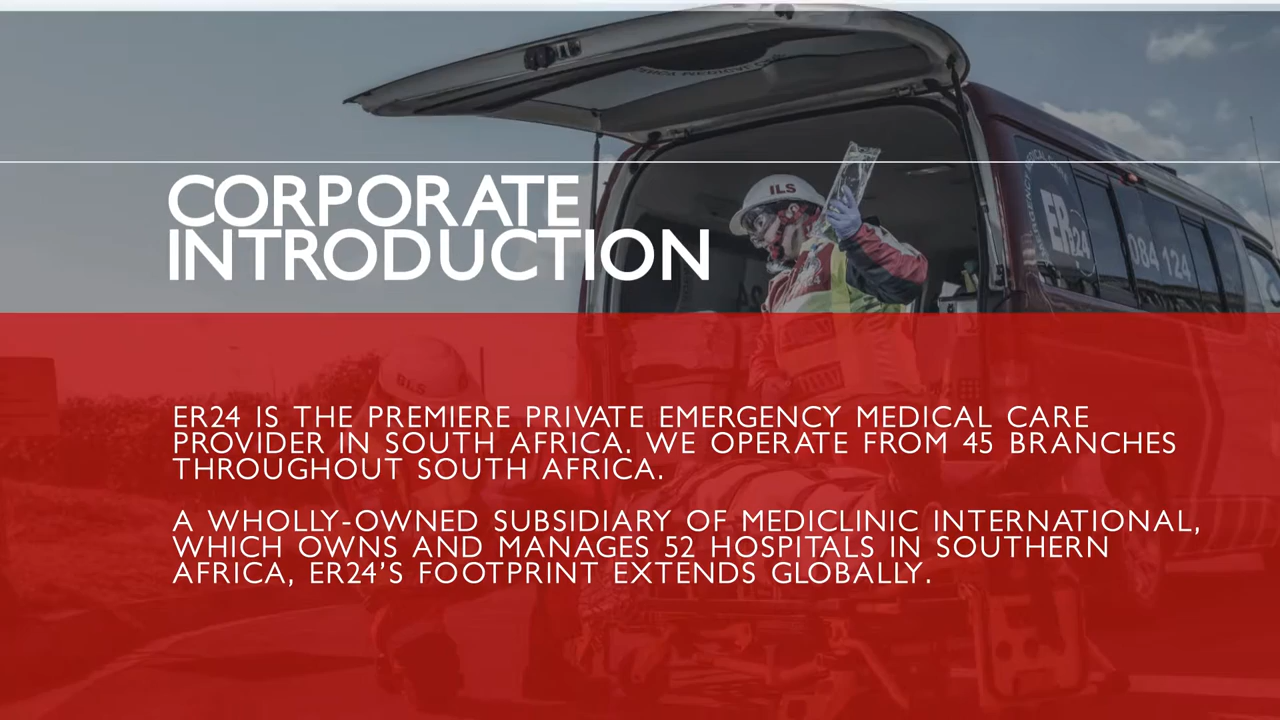 CORPORATE
INTRODUCTION
ILS
ER24
084 124
BLS
ER24 IS THE PREMIERE PRIVATE EMERGENCY MEDICAL CARE
PROVIDER IN SOUTH AFRICA. WE OPERATE FROM 45 BRANCHES
THROUGHOUT SOUTH AFRICA.
A WHOLLY-OWNED SUBSIDIARY OF MEDICLINIC INTERNATIONAL,
WHICH OWNS AND MANAGES 52 HOSPITALS IN SOUTHERN
AFRICA, ER24’S FOOTPRINT EXTENDS GLOBALLY.